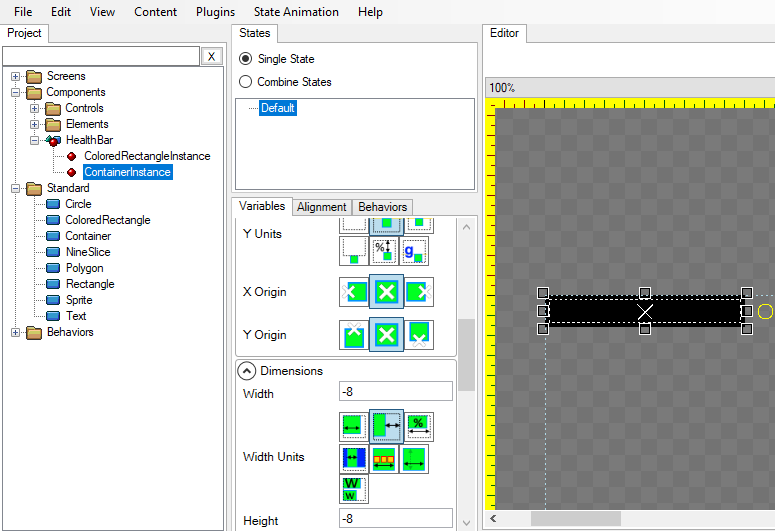 File Edit View Content Plugins State Animation Help
Project
X
Screens
Components
Controls
Elements
HealthBar
ColoredRectangleInstance
ContainerInstance
Standard
Circle
ColoredRectangle
Container
NineSlice
Polygon
Rectangle
Sprite
Text
Behaviors
States
Single State
Combine States
Default
Variables Alignment Behaviors
Y Units
% g
X Origin
Y Origin
Dimensions
Width -8
%
Width Units
W
w
Height -8
Editor
100%